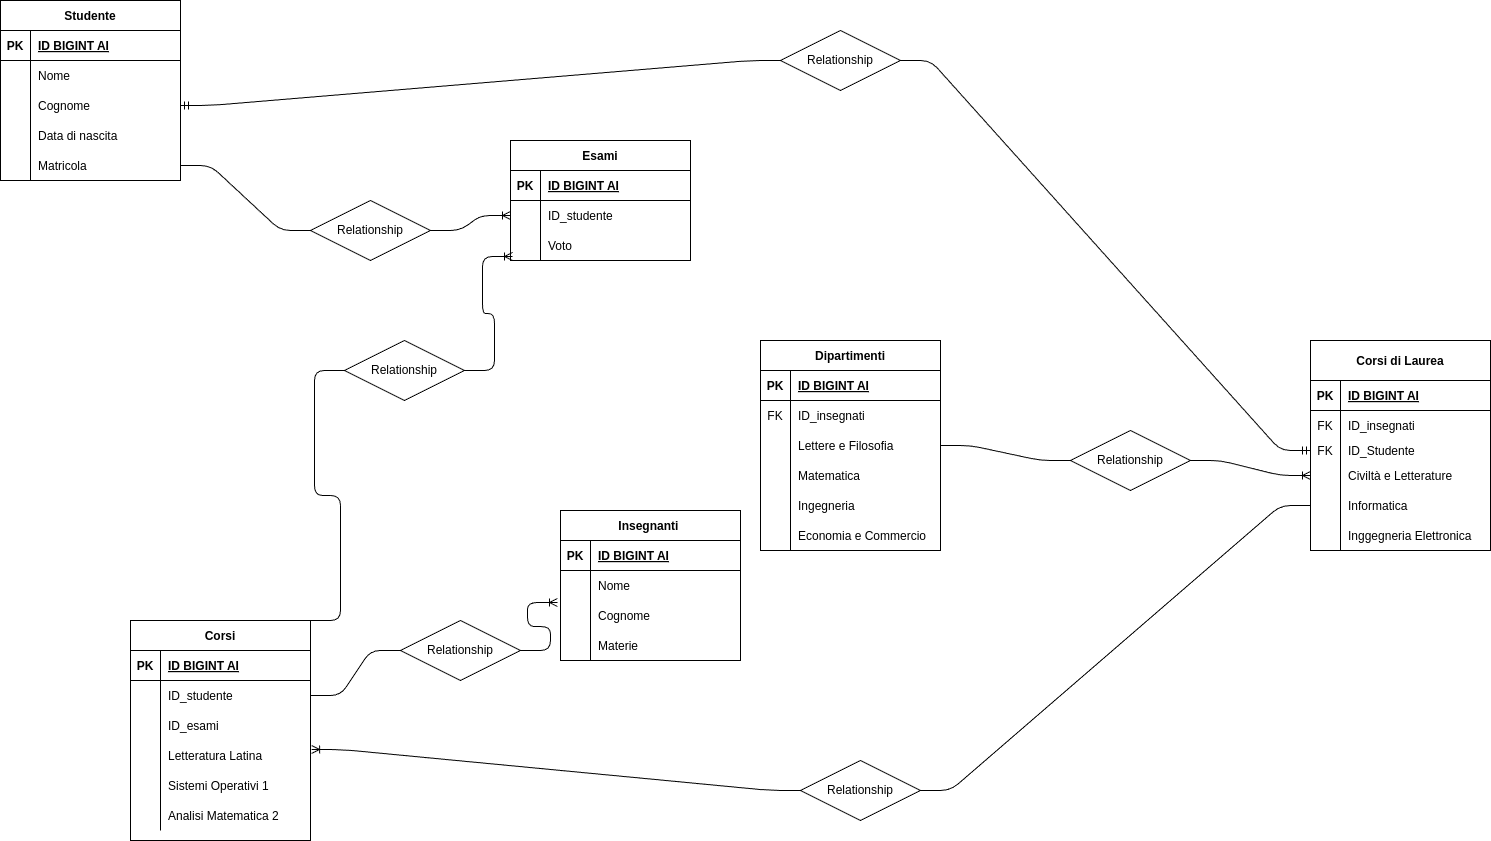 Studente
PK ID BIGINT AI
Nome
Cognome
Data di nascita
Matricola
Relationship
Esami
PK ID BIGINT AI
ID_studente
Voto
Relationship
Relationship
Dipartimenti
PK ID BIGINT AI
FK ID_insegnati
Lettere e Filosofia
Matematica
Ingegneria
Economia e Commercio
Relationship
Corsi di Laurea
PK ID BIGINT AI
FK ID_insegnati
FK ID_Studente
Civiltà e Letterature
Informatica
Inggegneria Elettronica
Insegnanti
PK ID BIGINT AI
Nome
Cognome
Materie
Relationship
Corsi
PK ID BIGINT AI
ID_studente
ID_esami
Letteratura Latina
Sistemi Operativi 1
Analisi Matematica 2
Relationship